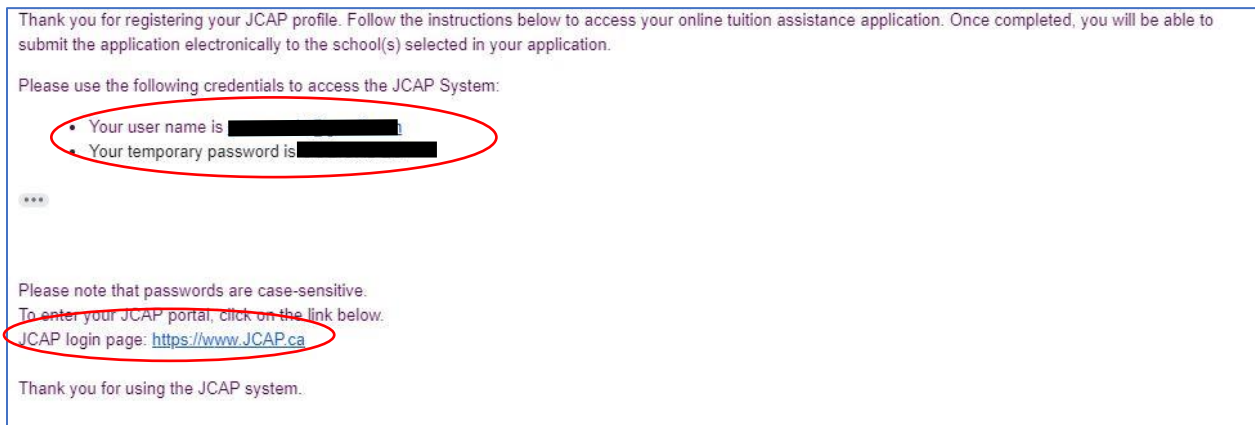 Thank you for registering your JCAP profile. Follow the instructions below to access your online tuition assistance application. Once completed, you will be able to
submit the application electronically to the school(s) selected in your application.
Please use the following credentials to access the JCAP System:
• Your user name is
• Your temporary password is
•••
Please note that passwords are case-sensitive.
To enter your JCAP portal, click on the link below.
JCAP login page: https://www.JCAP.ca
Thank you for using the JCAP system.